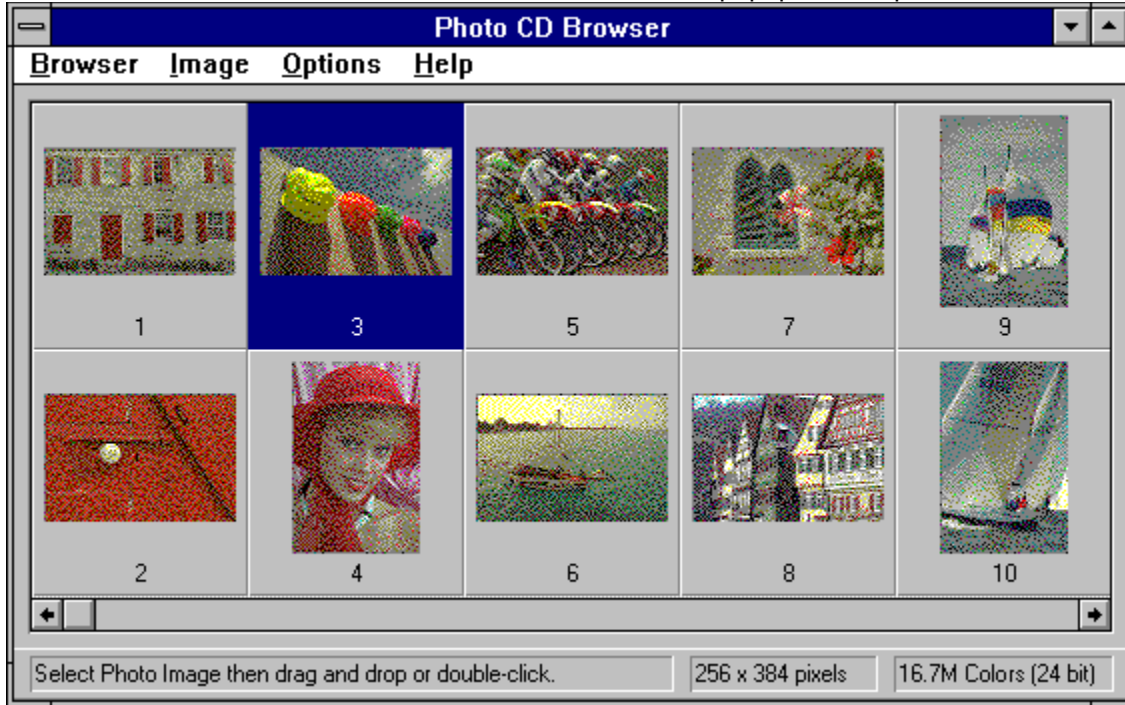 Photo CD Browser
Browser Image Options Help
1 3 5 7 9
2 4 6 8 10
Select Photo Image then drag and drop or double-click. 256 x 384 pixels 16.7M Colors (24 bit)